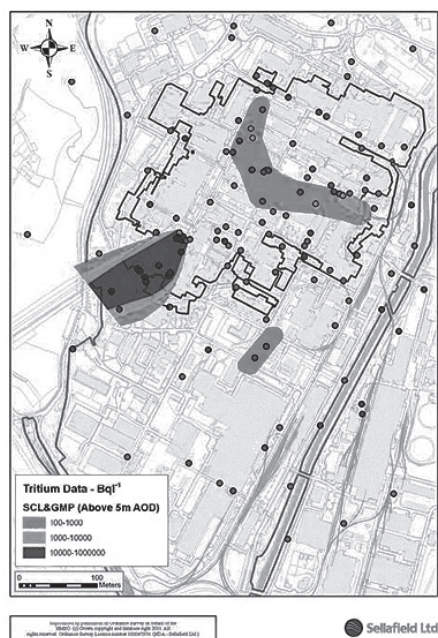 N
W E
S
Tritium Data - Bql⁻¹
SCL&GMP (Above 5m AOD)
100-1000
1000-10000
10000-1000000
0 100
Meters
Sellafield Ltd